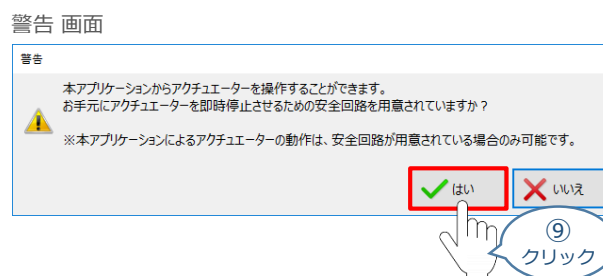 警告 画面
警告
本アプリケーションからアクチュエーターを操作することができます。
お手元にアクチュエーターを即時停止させるための安全回路を用意されていますか？
※本アプリケーションによるアクチュエーターの動作は、安全回路が用意されている場合のみ可能です。
はい
いいえ
⑨
クリック